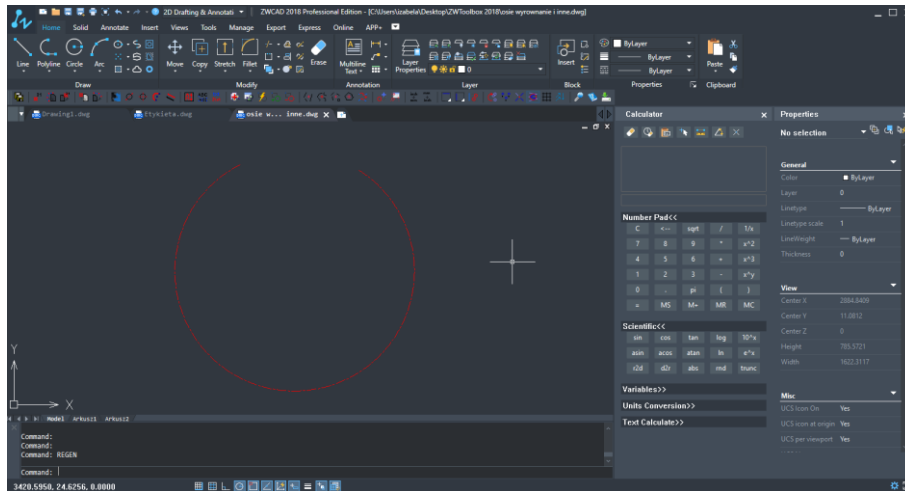 2D Drafting & Annotati
ZWCAD 2018 Professional Edition - [C:\Users\izabela\Desktop\ZWToolbox 2018\osie wyrownanie i inne.dwg]
Home Solid Annotate Insert Views Tools Manage Export Express Online APP+
Line Polyline Circle Arc
Move Copy Stretch Fillet Erase
Multiline Text
Layer Properties
0
Insert
ByLayer
ByLayer
ByLayer
Paste
Draw Modify Annotation Layer Block Properties Clipboard
Drawing1.dwg Etykieta.dwg osie w... inne.dwg
Calculator
Number Pad<<
C <-- sqrt / 1/x
7 8 9 * x^2
4 5 6 + x^3
1 2 3 - x^y
0 . pi ( )
= MS M+ MR MC
Scientific<<
sin cos tan log 10^x
asin acos atan ln e^x
r2d d2r abs rnd trunc
Variables>>
Units Conversion>>
Text Calculate>>
Properties
No selection
General
Color ByLayer
Layer 0
Linetype ByLayer
Linetype scale 1
LineWeight ByLayer
Thickness 0
View
Center X 2884.8409
Center Y 11.0812
Center Z 0
Height 785.5721
Width 1622.3117
Misc
UCS icon On Yes
UCS icon at origin Yes
UCS per viewport Yes
Y
X
Model Arkusz1 Arkusz2
Command:
Command:
Command: REGEN
Command:
3420.5950, 24.6256, 0.0000